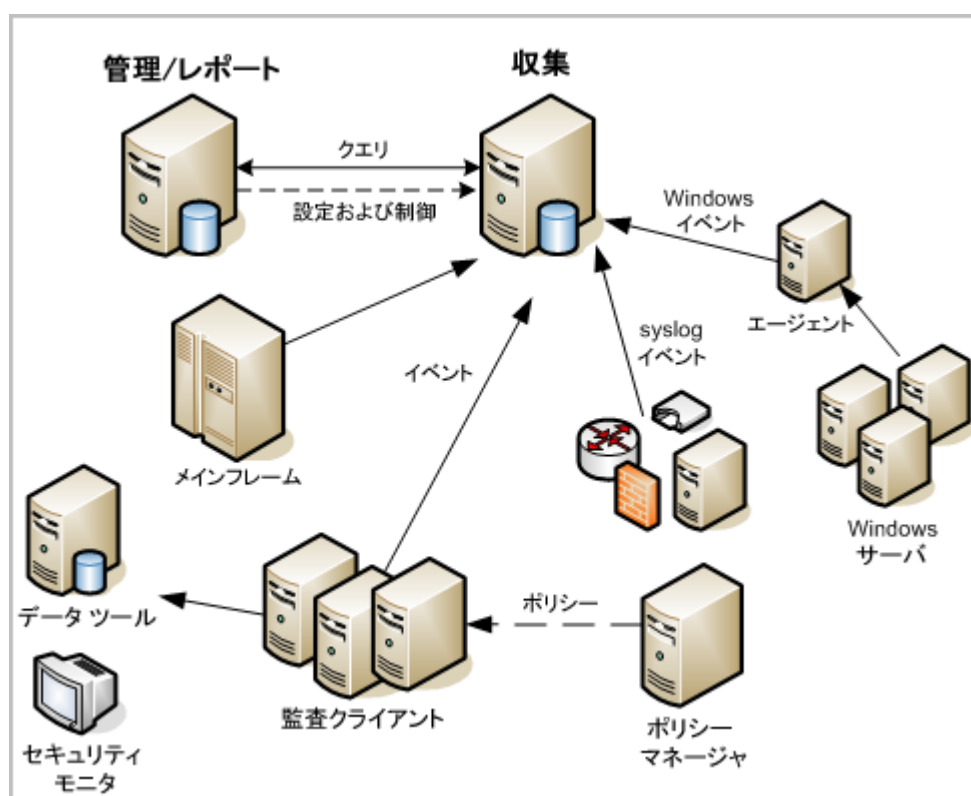 管理/レポート
収集
クエリ
設定および制御
Windows
イベント
エージェント
syslog
イベント
イベント
メインフレーム
Windows
サーバ
データ ツール
ポリシー
監査クライアント
セキュリティ
モニタ
ポリシー
マネージャ